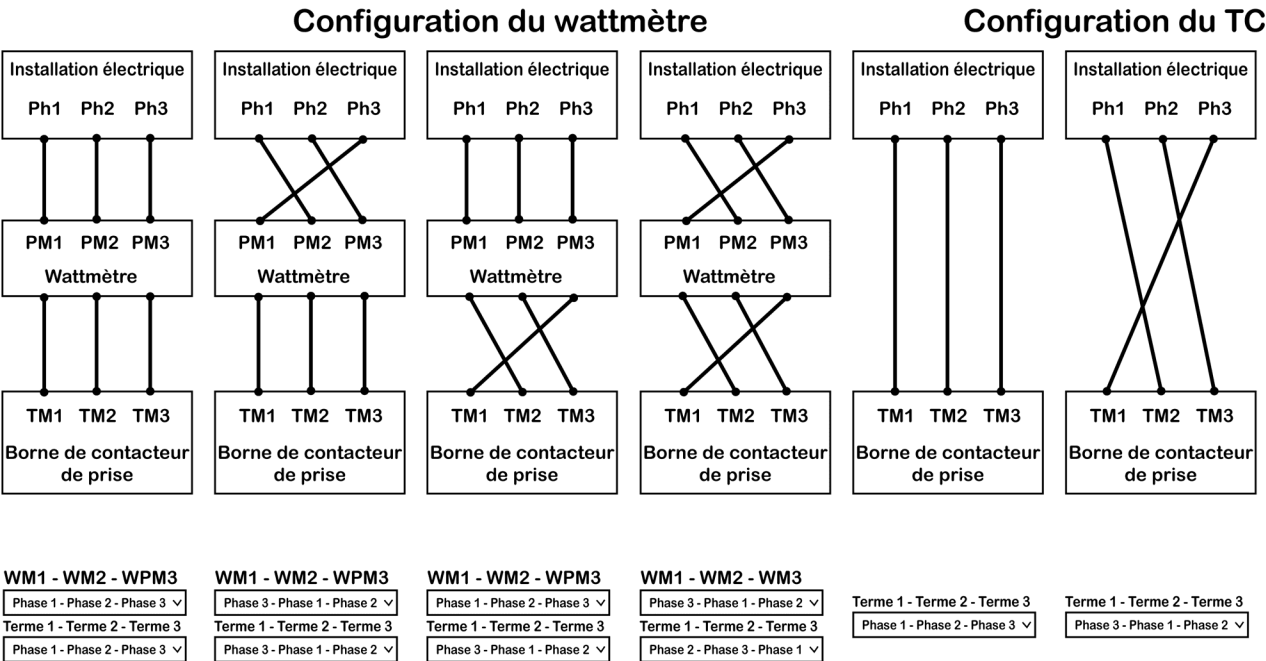 Configuration du wattmètre Configuration du TC
Installation électrique Installation électrique Installation électrique Installation électrique Installation électrique Installation électrique
Ph1 Ph2 Ph3 Ph1 Ph2 Ph3 Ph1 Ph2 Ph3 Ph1 Ph2 Ph3 Ph1 Ph2 Ph3 Ph1 Ph2 Ph3
PM1 PM2 PM3 PM1 PM2 PM3 PM1 PM2 PM3 PM1 PM2 PM3
Wattmètre Wattmètre Wattmètre Wattmètre
TM1 TM2 TM3 TM1 TM2 TM3 TM1 TM2 TM3 TM1 TM2 TM3 TM1 TM2 TM3 TM1 TM2 TM3
Borne de contacteur Borne de contacteur Borne de contacteur Borne de contacteur Borne de contacteur Borne de contacteur
de prise de prise de prise de prise de prise de prise
WM1 - WM2 - WPM3 WM1 - WM2 - WPM3 WM1 - WM2 - WPM3 WM1 - WM2 - WM3
Phase 1 - Phase 2 - Phase 3 Phase 3 - Phase 1 - Phase 2 Phase 1 - Phase 2 - Phase 3 Phase 3 - Phase 1 - Phase 2 Terme 1 - Terme 2 - Terme 3 Terme 1 - Terme 2 - Terme 3
Terme 1 - Terme 2 - Terme 3 Terme 1 - Terme 2 - Terme 3 Terme 1 - Terme 2 - Terme 3 Terme 1 - Terme 2 - Terme 3 Phase 1 - Phase 2 - Phase 3 Phase 3 - Phase 1 - Phase 2
Phase 1 - Phase 2 - Phase 3 Phase 3 - Phase 1 - Phase 2 Phase 3 - Phase 1 - Phase 2 Phase 2 - Phase 3 - Phase 1